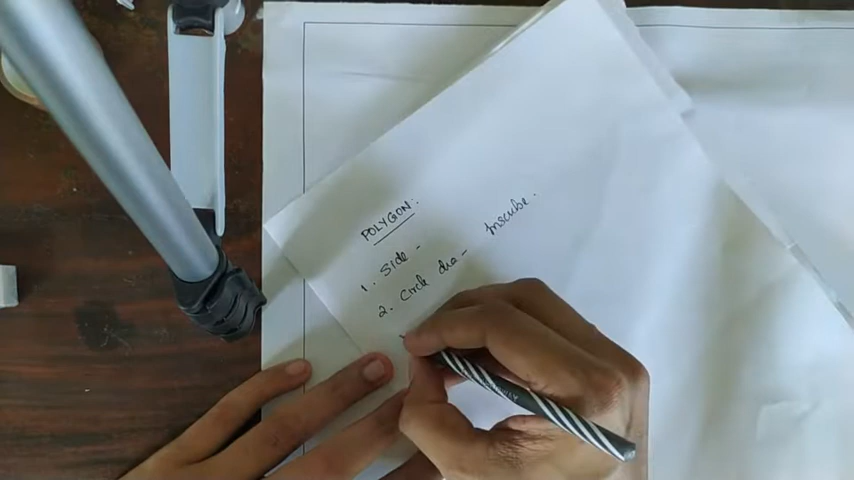 POLYGON:
1. Side -
2. Circle dia - Inscribe.